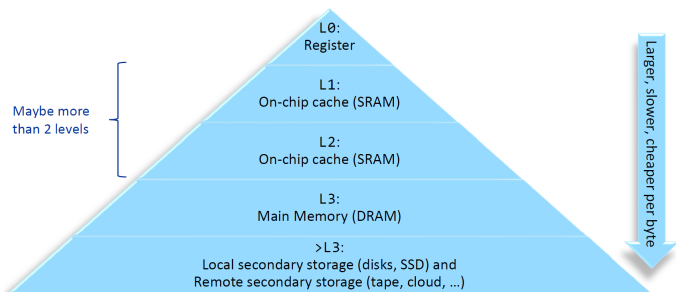 L0:
Register
L1:
On-chip cache (SRAM)
Maybe more
than 2 levels
L2:
On-chip cache (SRAM)
L3:
Main Memory (DRAM)
>L3:
Local secondary storage (disks, SSD) and
Remote secondary storage (tape, cloud, …)
Larger, slower, cheaper per byte